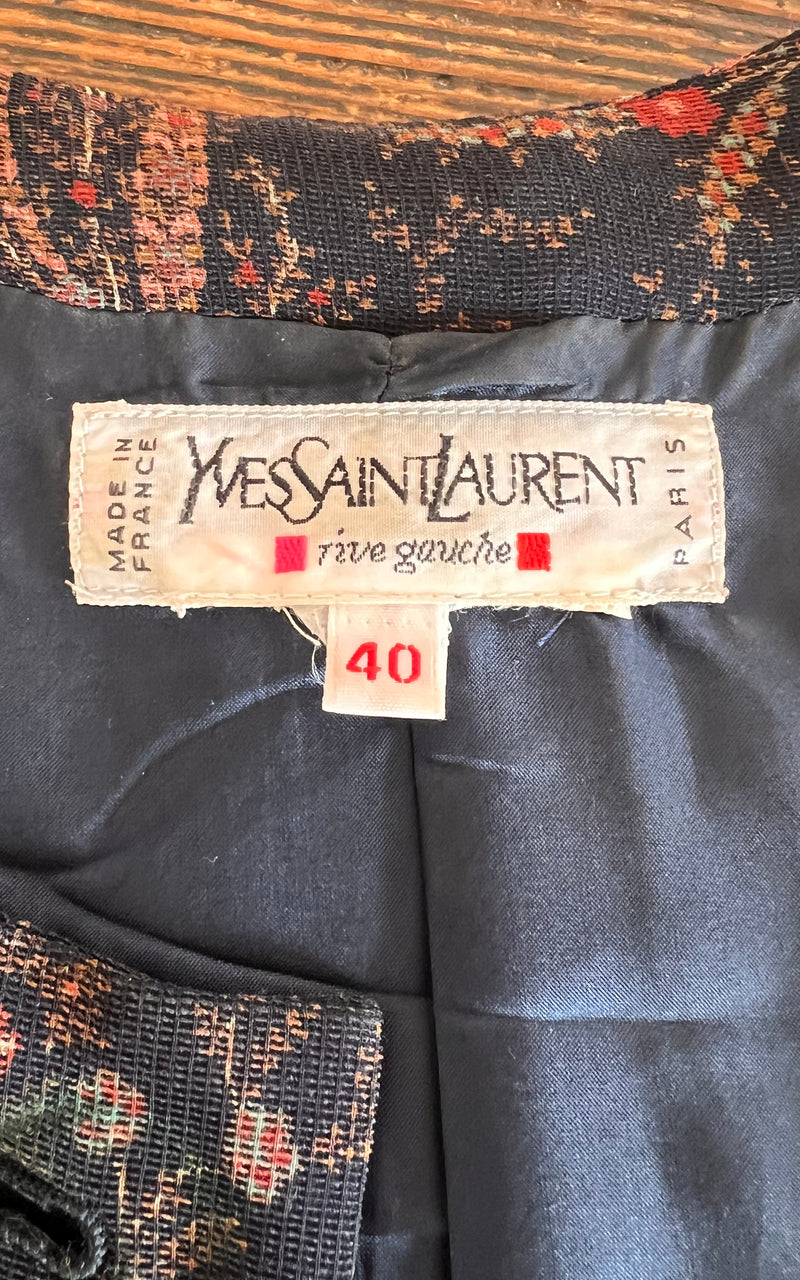 MADE IN
FRANCE
YVES SAINT LAURENT
rive gauche
PARIS
40